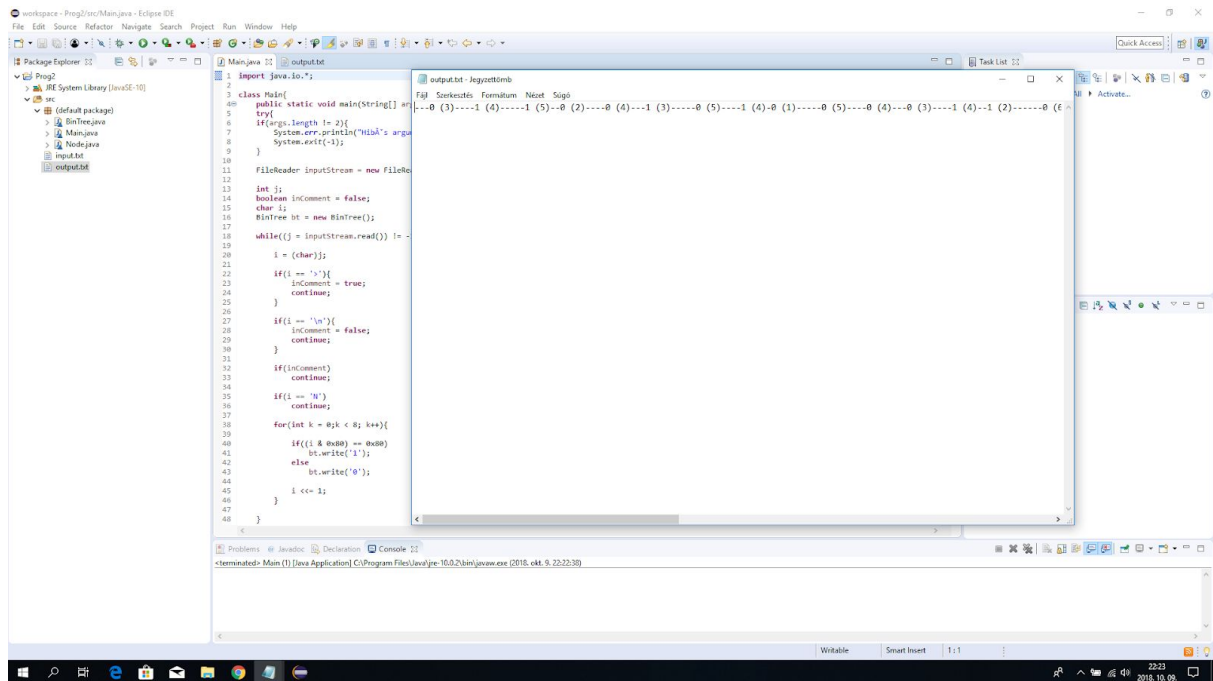 workspace - Prog2/src/Main.java - Eclipse IDE
File Edit Source Refactor Navigate Search Project Run Window Help
Quick Access
Package Explorer
Prog2
JRE System Library [JavaSE-10]
src
(default package)
BinTree.java
Main.java
Node.java
input.txt
output.txt
Main.java output.txt
1 import java.io.*;
2
3 class Main{
4 public static void main(String[] ar
5 try{
6 if(args.length != 2){
7 System.err.println("HibÃ¡s argu
8 System.exit(-1);
9 }
10
11 FileReader inputStream = new FileRe
12
13 int j;
14 boolean inComment = false;
15 char i;
16 BinTree bt = new BinTree();
17
18 while((j = inputStream.read()) != -
19
20 i = (char)j;
21
22 if(i == '>'){
23 inComment = true;
24 continue;
25 }
26
27 if(i == '\n'){
28 inComment = false;
29 continue;
30 }
31
32 if(inComment)
33 continue;
34
35 if(i == 'N')
36 continue;
37
38 for(int k = 0;k < 8; k++){
39
40 if((i & 0x80) == 0x80)
41 bt.write('1');
42 else
43 bt.write('0');
44
45 i <<= 1;
46 }
47
48 }
output.txt - Jegyzettömb
Fájl Szerkesztés Formátum Nézet Súgó
---0 (3)----1 (4)-----1 (5)--0 (2)----0 (4)---1 (3)-----0 (5)----1 (4)-0 (1)-----0 (5)----0 (4)---0 (3)----1 (4)--1 (2)------0 (6
Task List
All Activate...
Problems Javadoc Declaration Console
<terminated> Main (1) [Java Application] C:\Program Files\Java\jre-10.0.2\bin\javaw.exe (2018. okt. 9. 22:22:38)
Writable Smart Insert 1 : 1
22:23
2018. 10. 09.